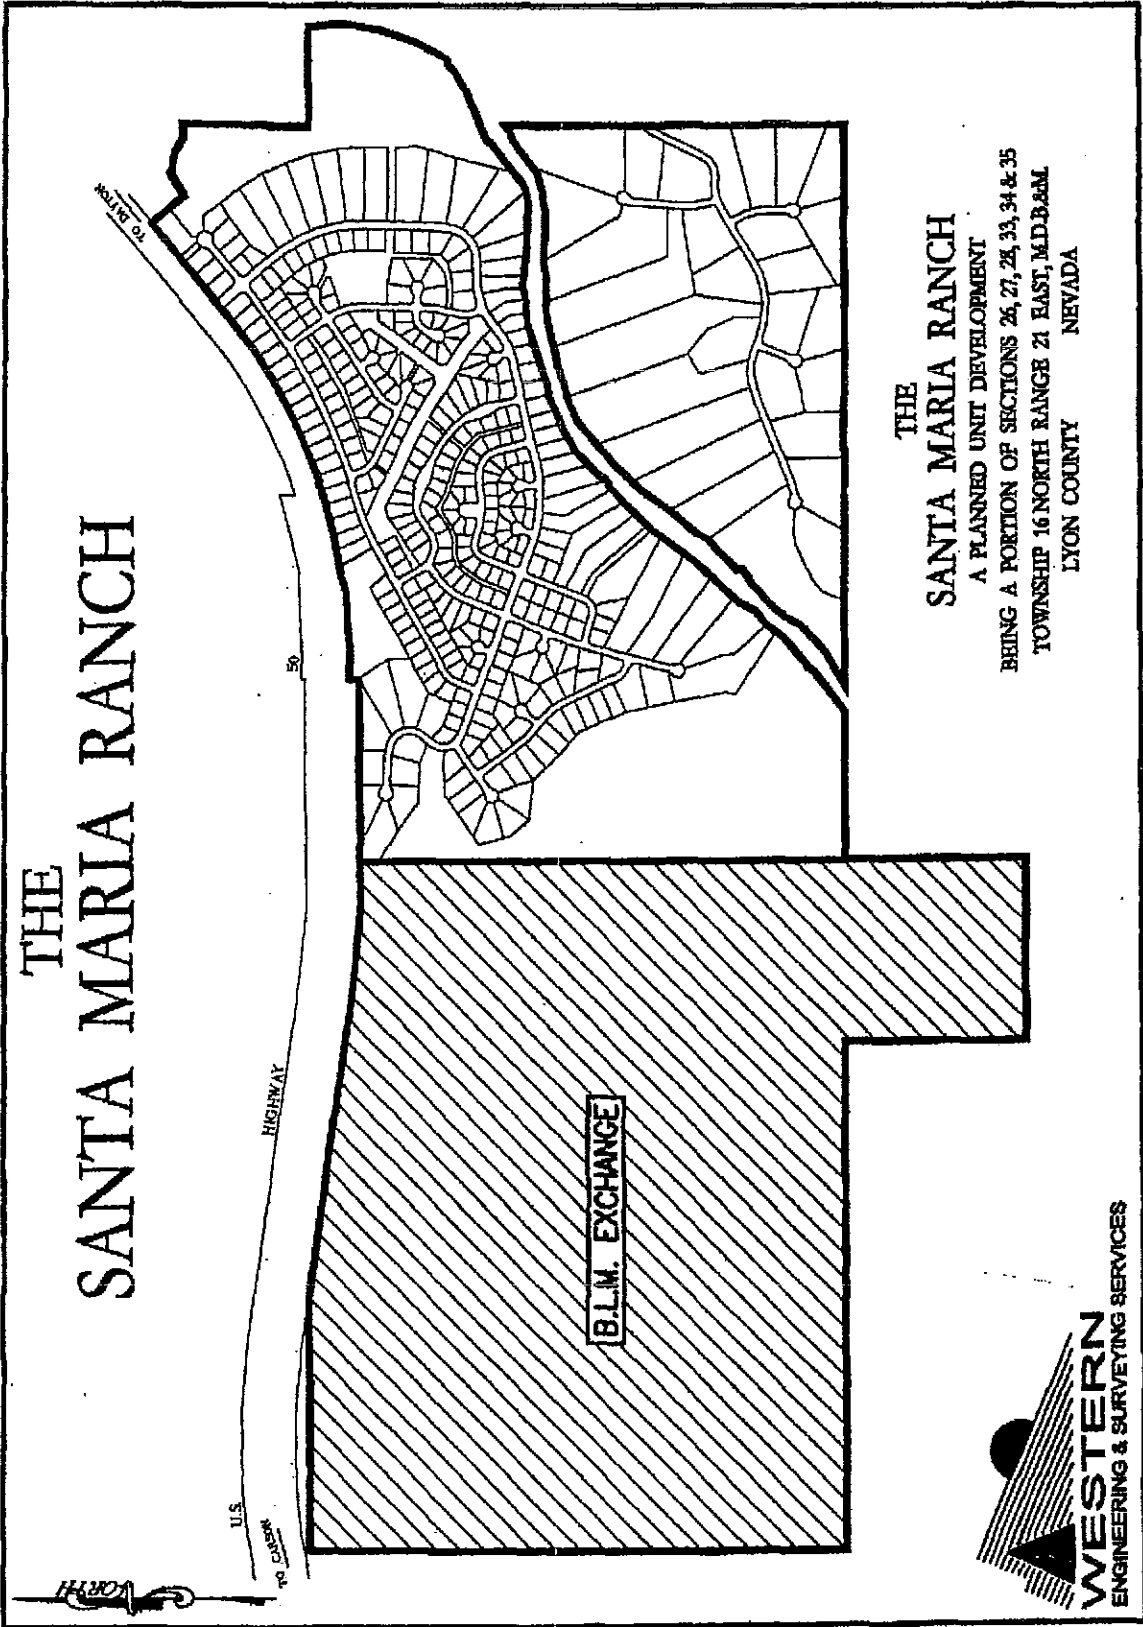 THE
SANTA MARIA RANCH
NORTH
U.S.
HIGHWAY
50
TO CARSON
TO DAYTON
B.L.M. EXCHANGE
WESTERN
ENGINEERING & SURVEYING SERVICES
THE
SANTA MARIA RANCH
A PLANNED UNIT DEVELOPMENT
BEING A PORTION OF SECTIONS 26, 27, 28, 33, 34 & 35
TOWNSHIP 16 NORTH RANGE 21 EAST, M.D.B.&M.
LYON COUNTY NEVADA